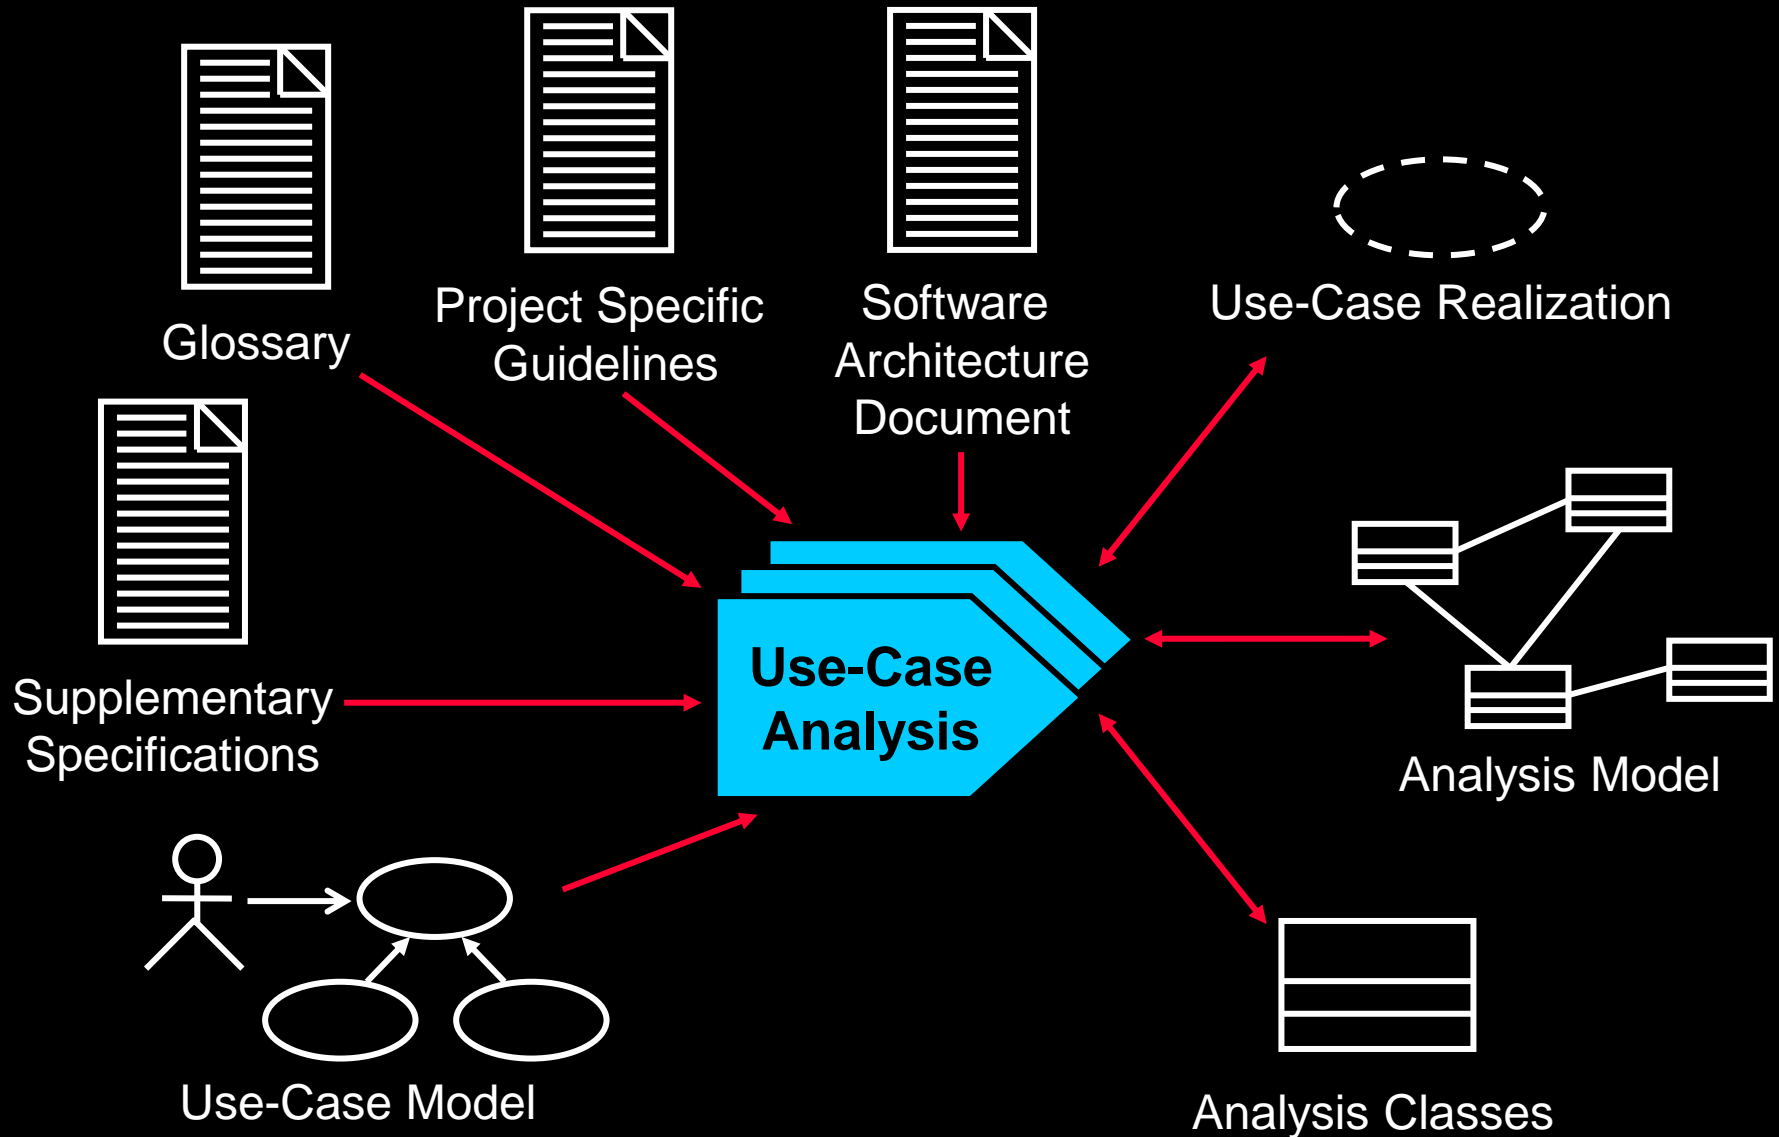 Glossary
Project Specific
Guidelines
Software
Architecture
Document
Use-Case Realization
Supplementary
Specifications
Use-Case
Analysis
Analysis Model
Use-Case Model
Analysis Classes